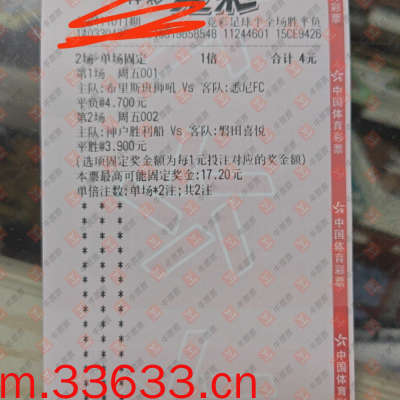 竞彩足球半全场胜平负
11244601 15CE9426
2场-单场固定 1倍 合计 4元
第1场 周五001
主队:布里斯班狮吼 Vs 客队:悉尼FC
平负#4.700元
第2场 周五002
主队:神户胜利船 Vs 客队:磐田喜悦
平胜#3.900元
(选项固定奖金额为每1元投注对应的奖金额)
本票最高可能固定奖金:17.20元
单倍注数:单场*2注;共2注
中国体育彩票
中国体育彩票
中国体育彩票
m.33633.cn